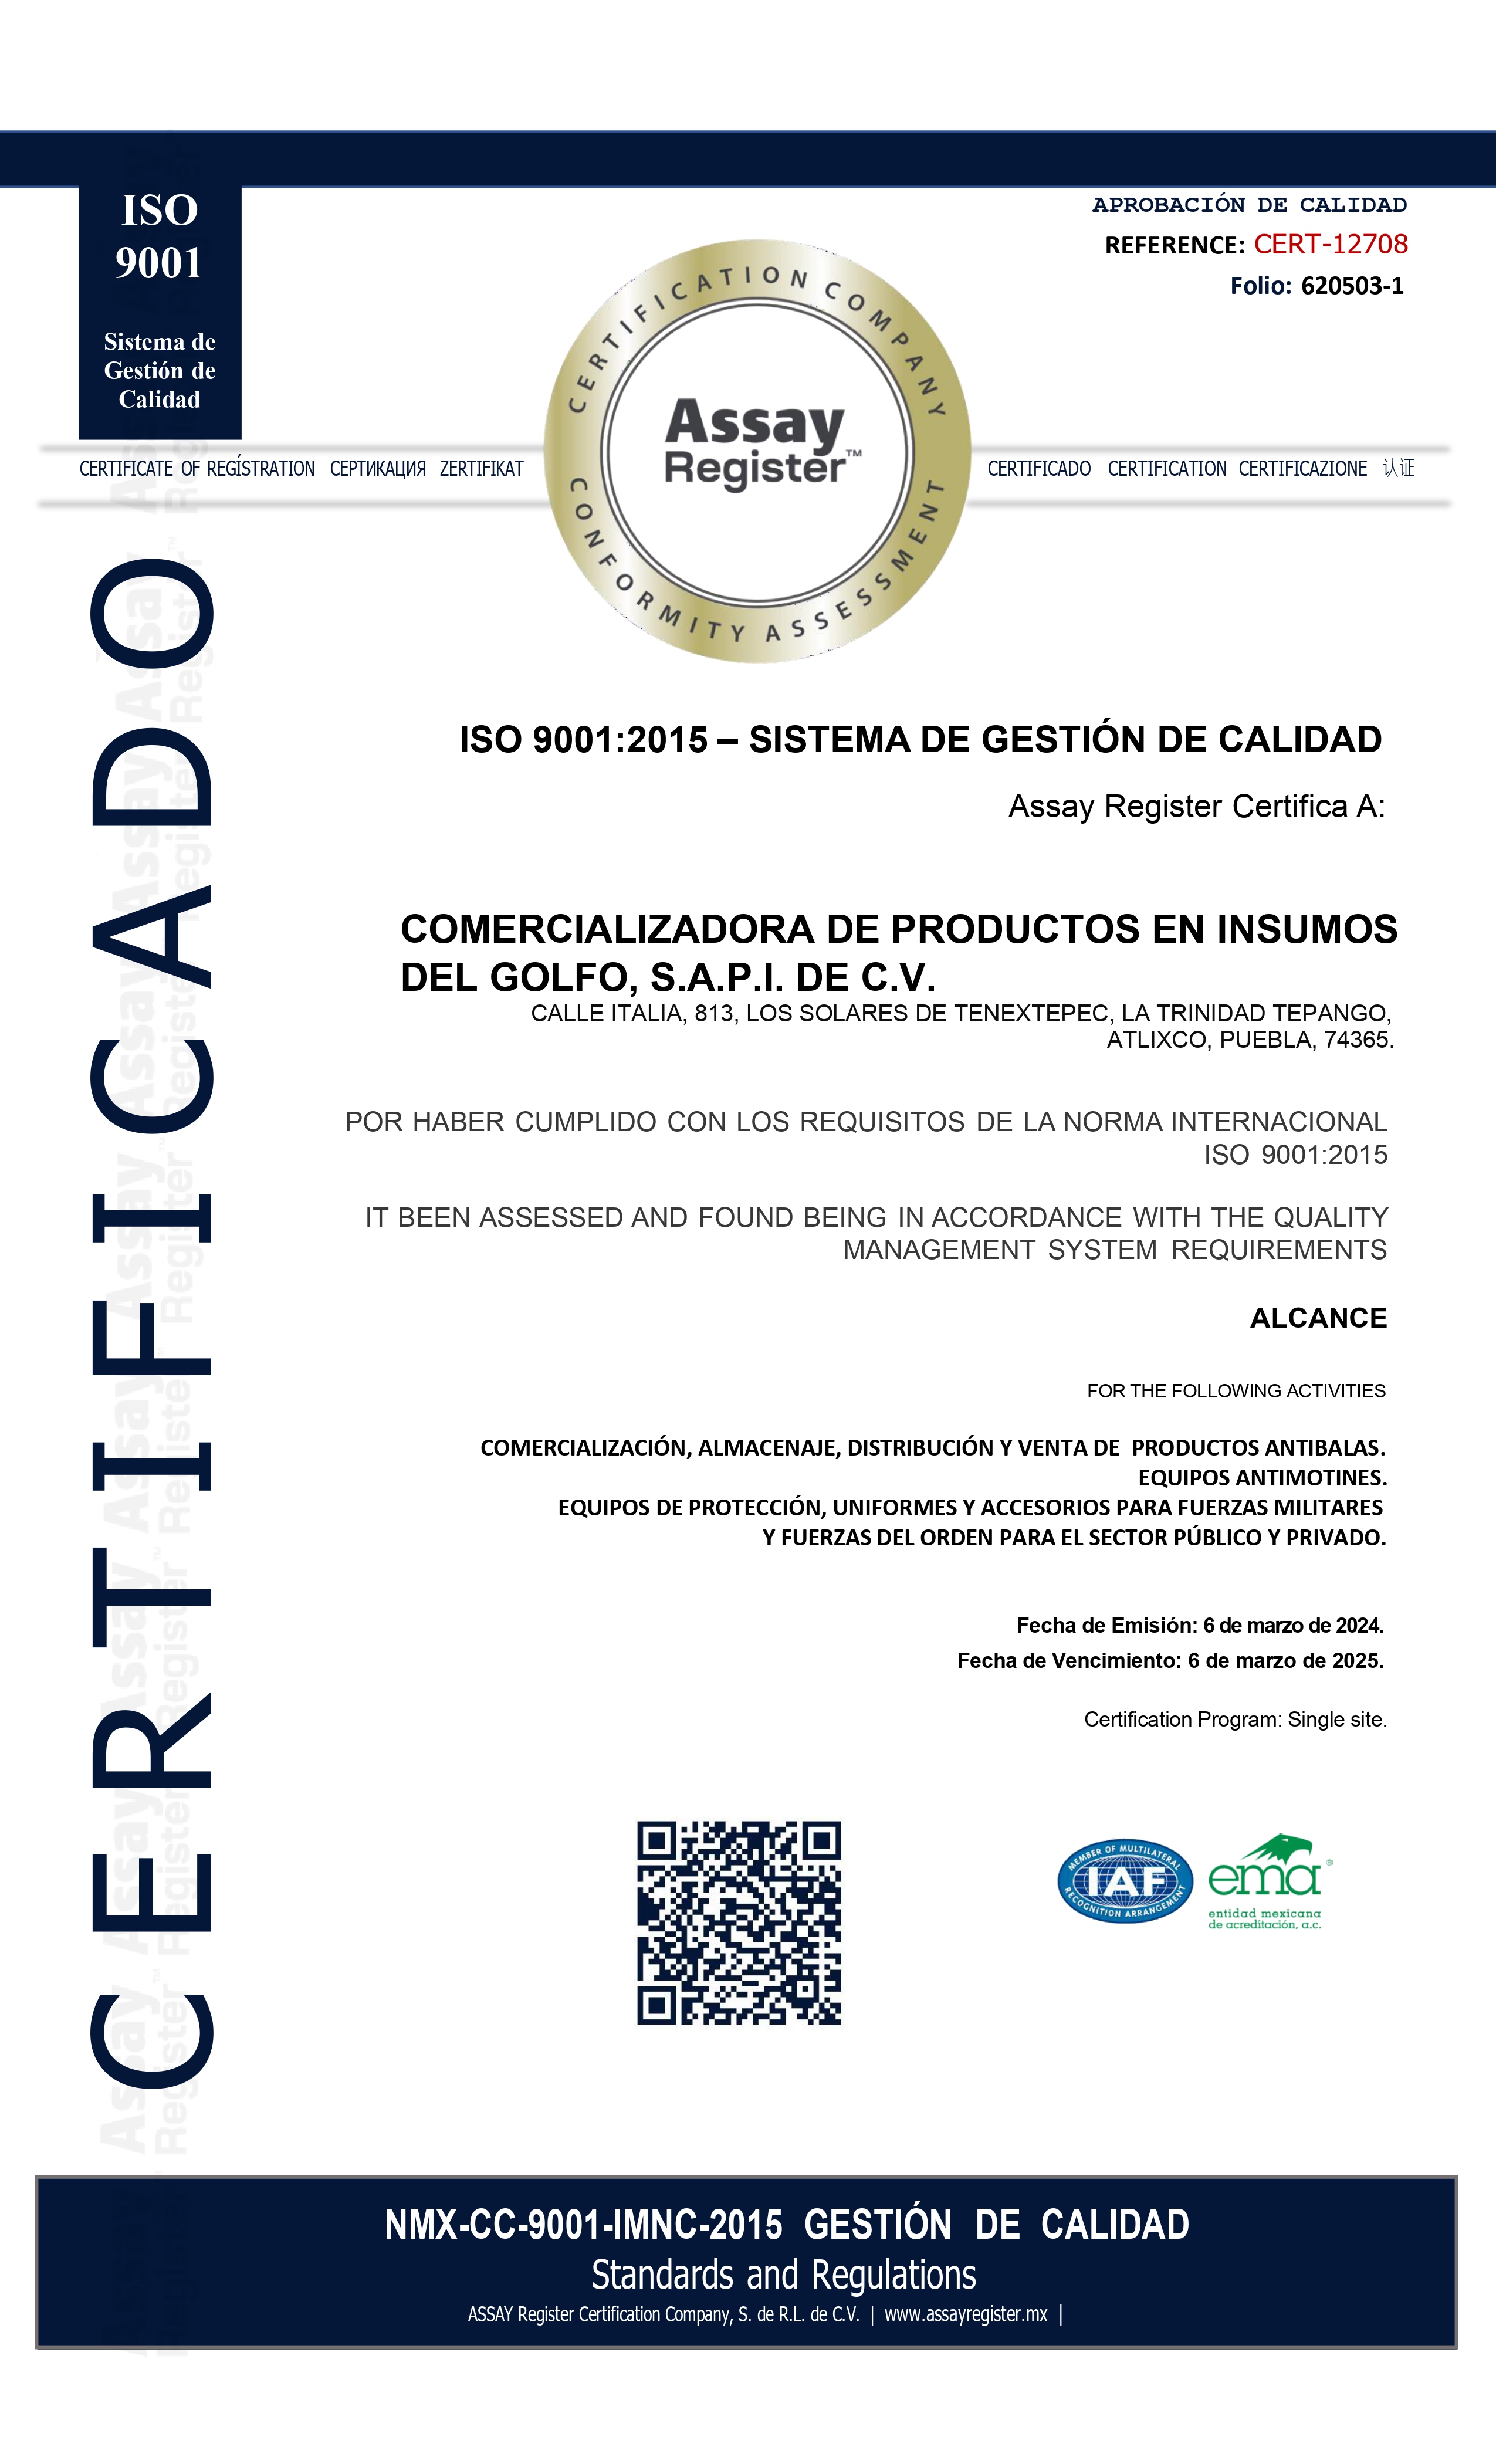 ISO
9001
Sistema de
Gestión de
Calidad
APROBACIÓN DE CALIDAD
REFERENCE: CERT-12708
Folio: 620503-1
CERTIFICATION COMPANY
Assay
Register™
CONFORMITY ASSESSMENT
CERTIFICATE OF REGÍSTRATION СЕРТИКАЦИЯ ZERTIFIKAT
CERTIFICADO CERTIFICATION CERTIFICAZIONE 认证
CERTIFICADO
ISO 9001:2015 – SISTEMA DE GESTIÓN DE CALIDAD
Assay Register Certifica A:
COMERCIALIZADORA DE PRODUCTOS EN INSUMOS
DEL GOLFO, S.A.P.I. DE C.V.
CALLE ITALIA, 813, LOS SOLARES DE TENEXTEPEC, LA TRINIDAD TEPANGO,
ATLIXCO, PUEBLA, 74365.
POR HABER CUMPLIDO CON LOS REQUISITOS DE LA NORMA INTERNACIONAL
ISO 9001:2015
IT BEEN ASSESSED AND FOUND BEING IN ACCORDANCE WITH THE QUALITY
MANAGEMENT SYSTEM REQUIREMENTS
ALCANCE
FOR THE FOLLOWING ACTIVITIES
COMERCIALIZACIÓN, ALMACENAJE, DISTRIBUCIÓN Y VENTA DE PRODUCTOS ANTIBALAS.
EQUIPOS ANTIMOTINES.
EQUIPOS DE PROTECCIÓN, UNIFORMES Y ACCESORIOS PARA FUERZAS MILITARES
Y FUERZAS DEL ORDEN PARA EL SECTOR PÚBLICO Y PRIVADO.
Fecha de Emisión: 6 de marzo de 2024.
Fecha de Vencimiento: 6 de marzo de 2025.
Certification Program: Single site.
MEMBER OF MULTILATERAL
IAF
RECOGNITION ARRANGEMENT
ema®
entidad mexicana
de acreditación, a.c.
NMX-CC-9001-IMNC-2015 GESTIÓN DE CALIDAD
Standards and Regulations
ASSAY Register Certification Company, S. de R.L. de C.V. | www.assayregister.mx |